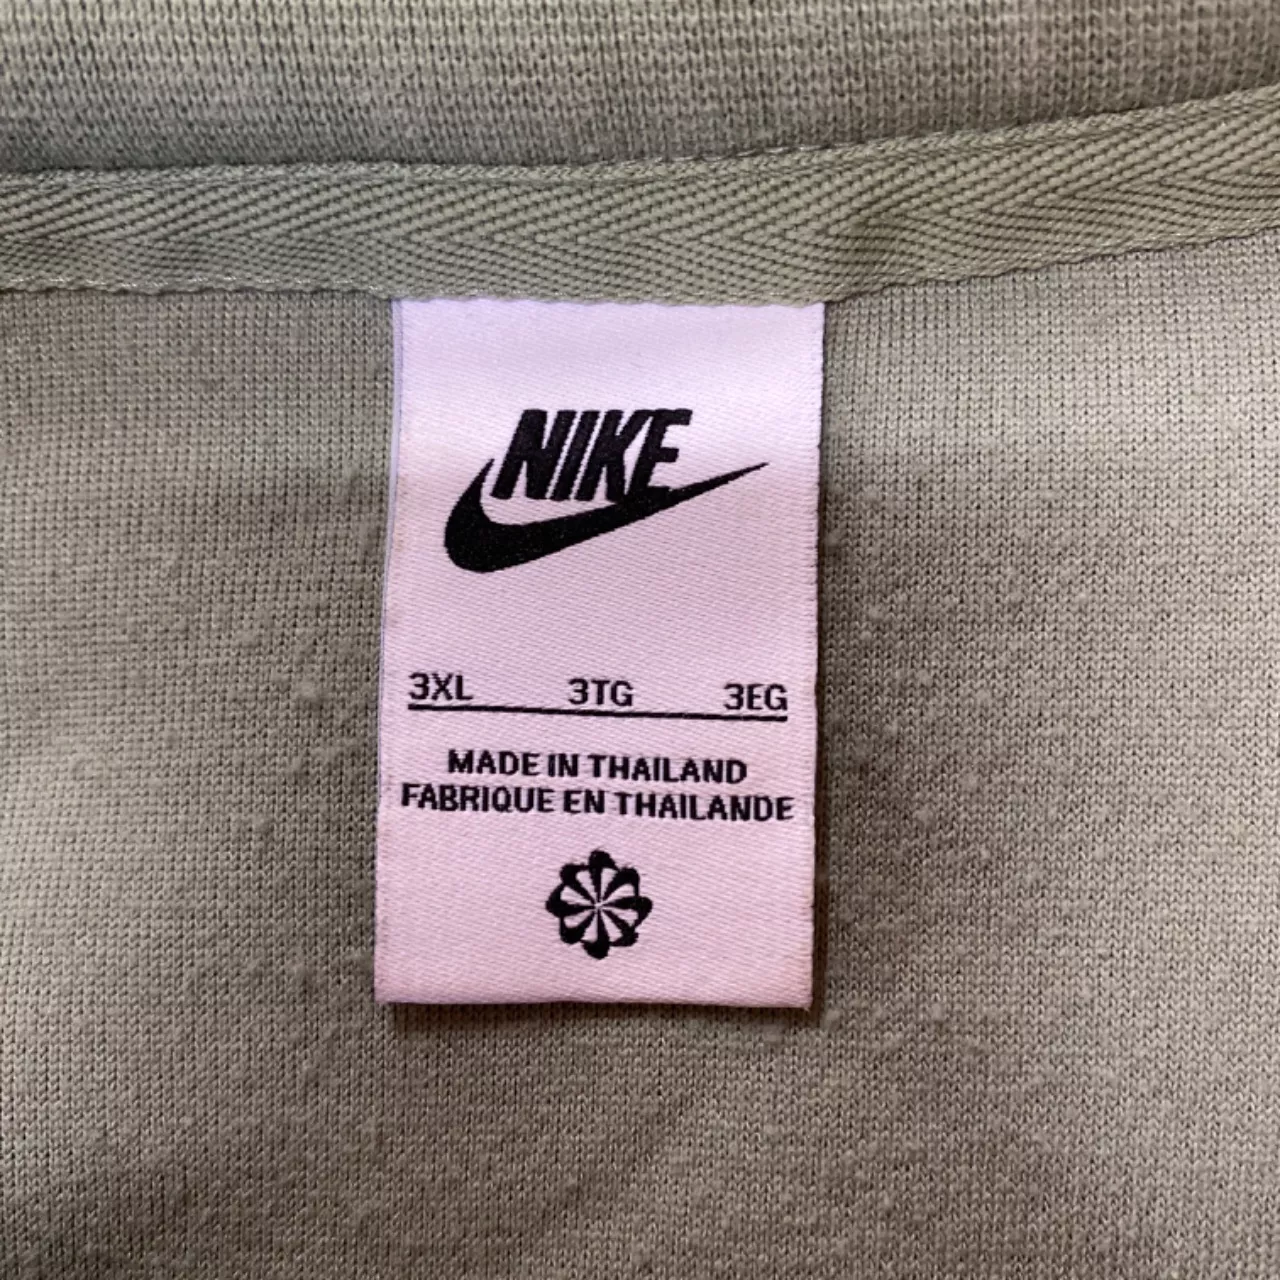 NIKE
3XL 3TG 3EG
MADE IN THAILAND
FABRIQUE EN THAILANDE